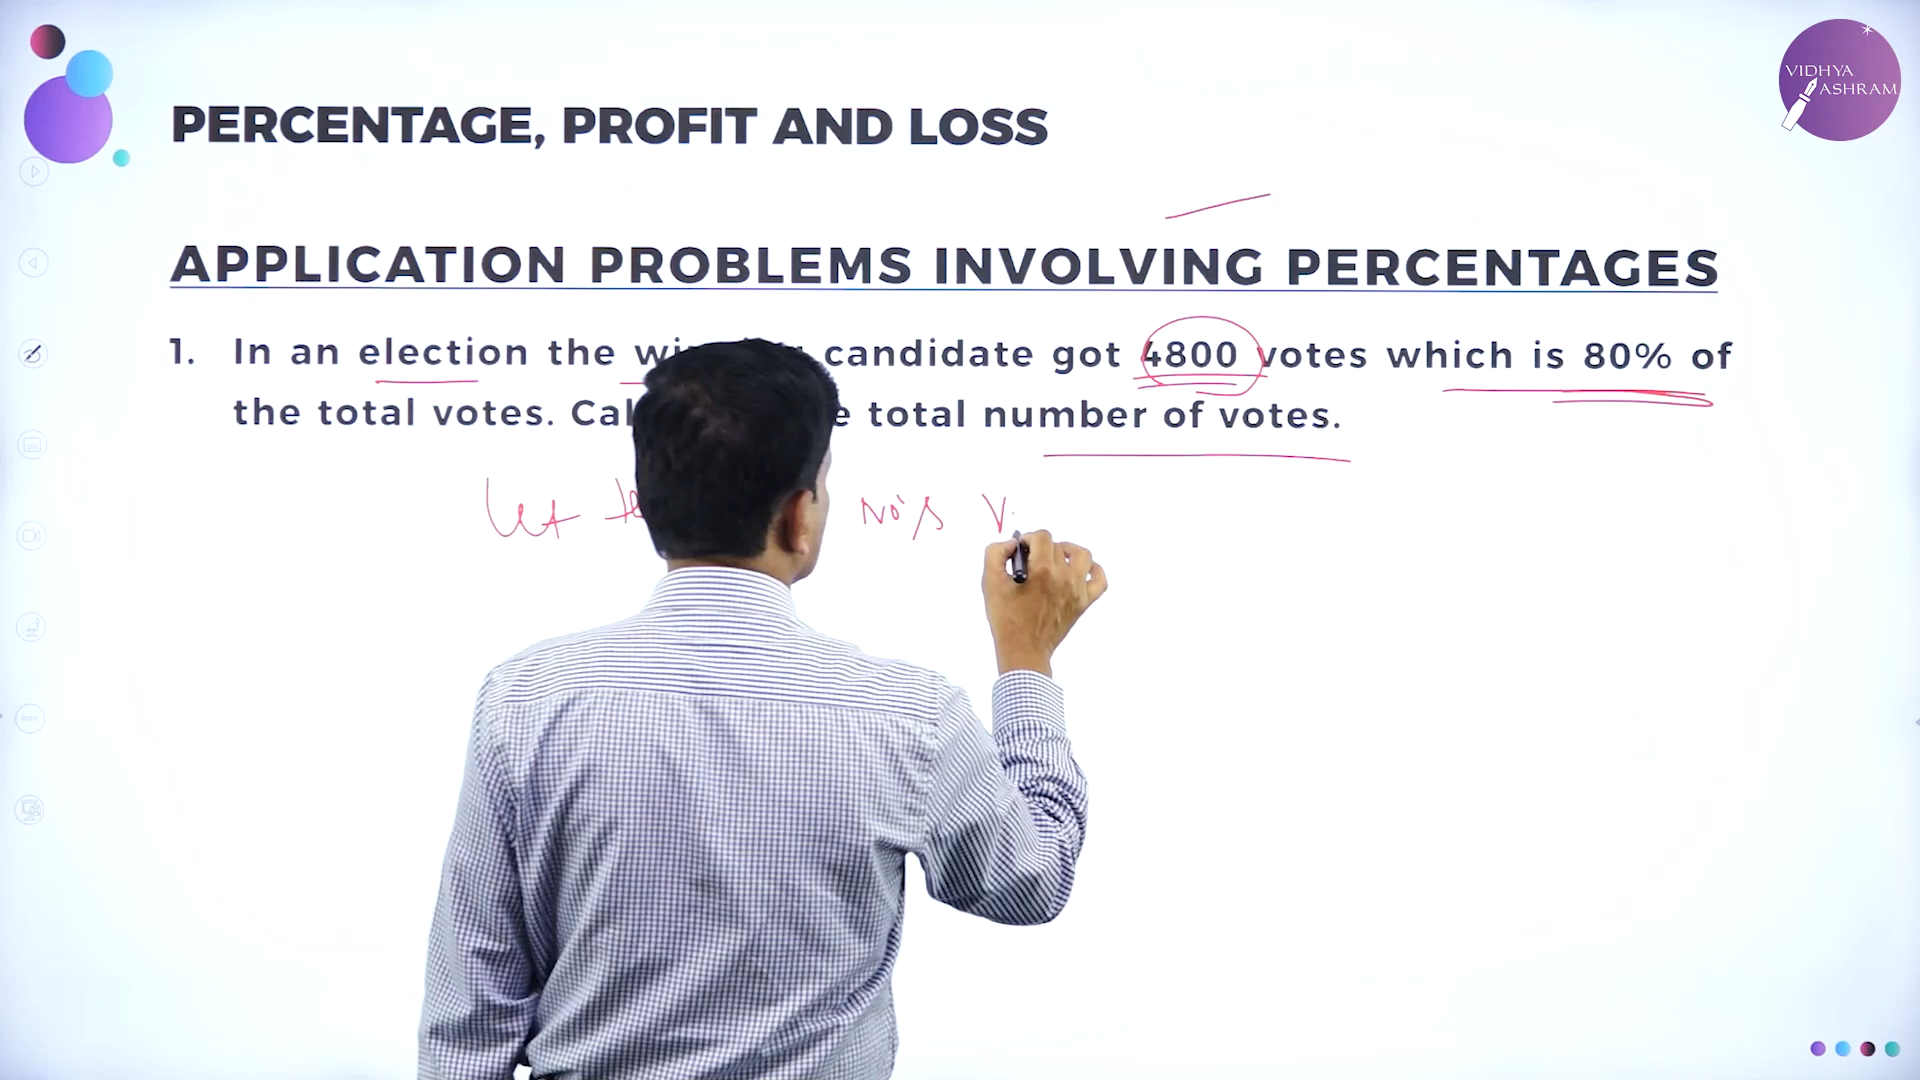 VIDHYA
ASHRAM
PERCENTAGE, PROFIT AND LOSS
APPLICATION PROBLEMS INVOLVING PERCENTAGES
1. In an election the candidate got 4800 votes which is 80% of
the total votes. total number of votes.
Let No's